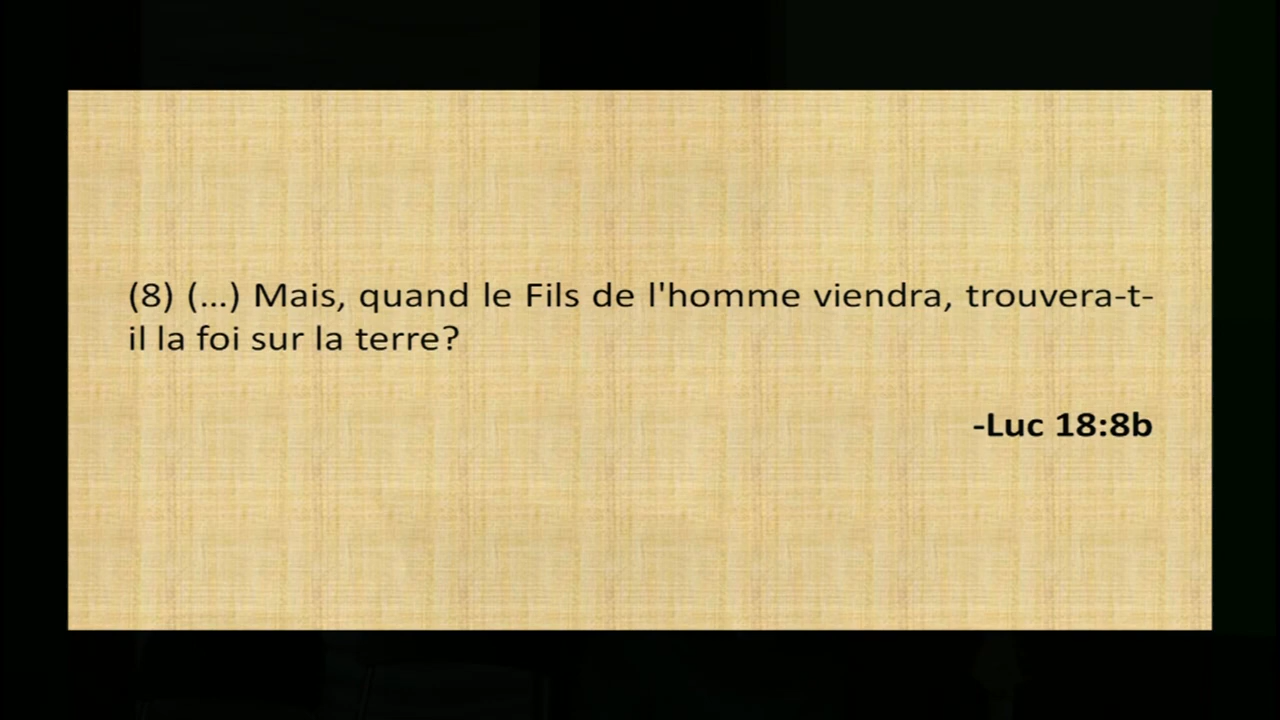 (8) (...) Mais, quand le Fils de l'homme viendra, trouvera-t-
il la foi sur la terre?
-Luc 18:8b